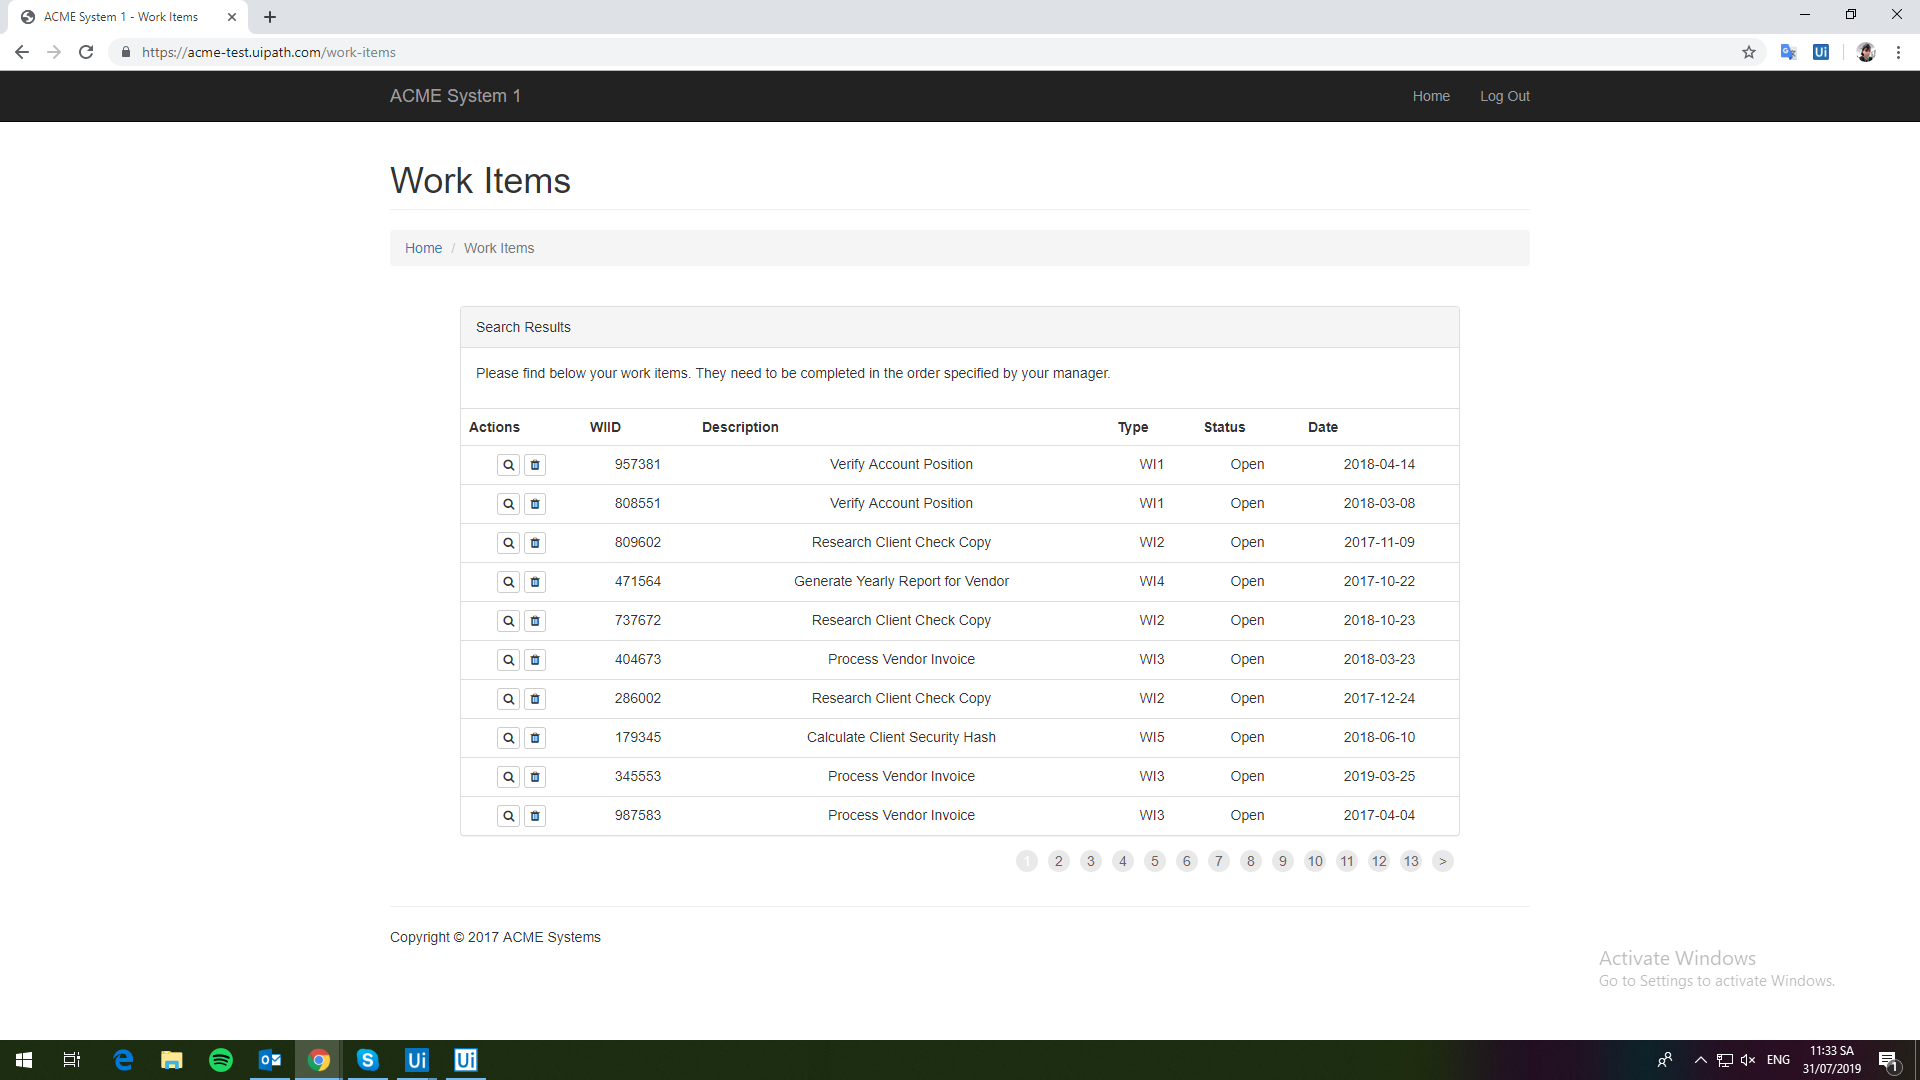 ACME System 1 - Work Items
https://acme-test.uipath.com/work-items
Ui
ACME System 1 Home Log Out
Work Items
Home / Work Items
Search Results
Please find below your work items. They need to be completed in the order specified by your manager.
Actions WIID Description Type Status Date
957381 Verify Account Position WI1 Open 2018-04-14
808551 Verify Account Position WI1 Open 2018-03-08
809602 Research Client Check Copy WI2 Open 2017-11-09
471564 Generate Yearly Report for Vendor WI4 Open 2017-10-22
737672 Research Client Check Copy WI2 Open 2018-10-23
404673 Process Vendor Invoice WI3 Open 2018-03-23
286002 Research Client Check Copy WI2 Open 2017-12-24
179345 Calculate Client Security Hash WI5 Open 2018-06-10
345553 Process Vendor Invoice WI3 Open 2019-03-25
987583 Process Vendor Invoice WI3 Open 2017-04-04
1 2 3 4 5 6 7 8 9 10 11 12 13 >
Copyright © 2017 ACME Systems
Activate Windows
Go to Settings to activate Windows.
Ui Ui ENG
11:33 SA
31/07/2019
1